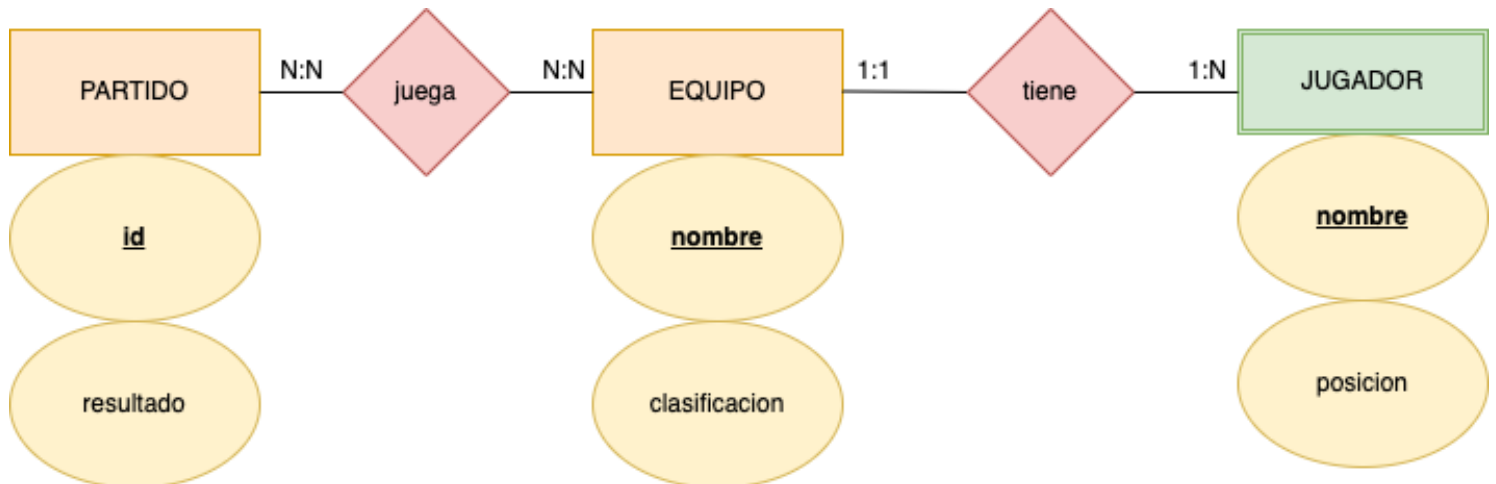 PARTIDO
N:N
juega
N:N
EQUIPO
1:1
tiene
1:N
JUGADOR
id
nombre
nombre
resultado
clasificacion
posicion